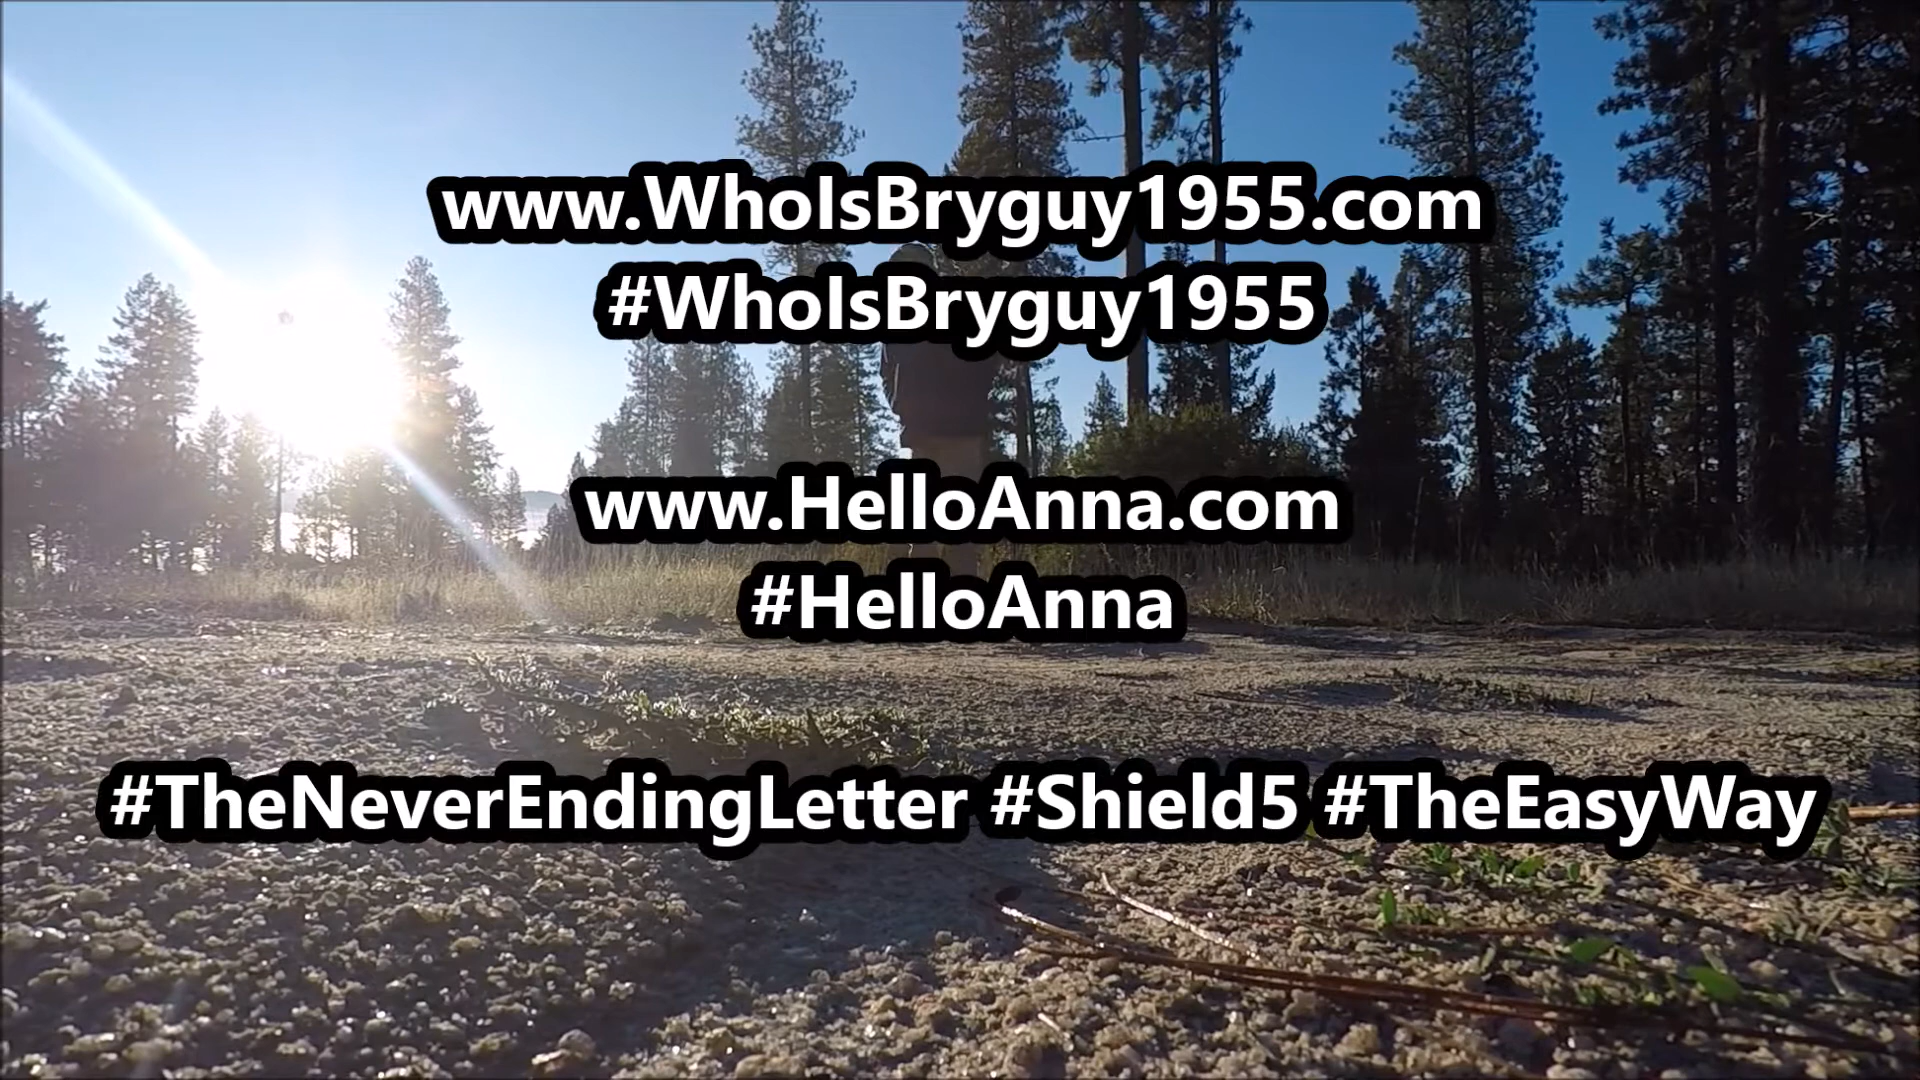 www.WhoIsBryguy1955.com
#WhoIsBryguy1955
www.HelloAnna.com
#HelloAnna
#TheNeverEndingLetter #Shield5 #TheEasyWay